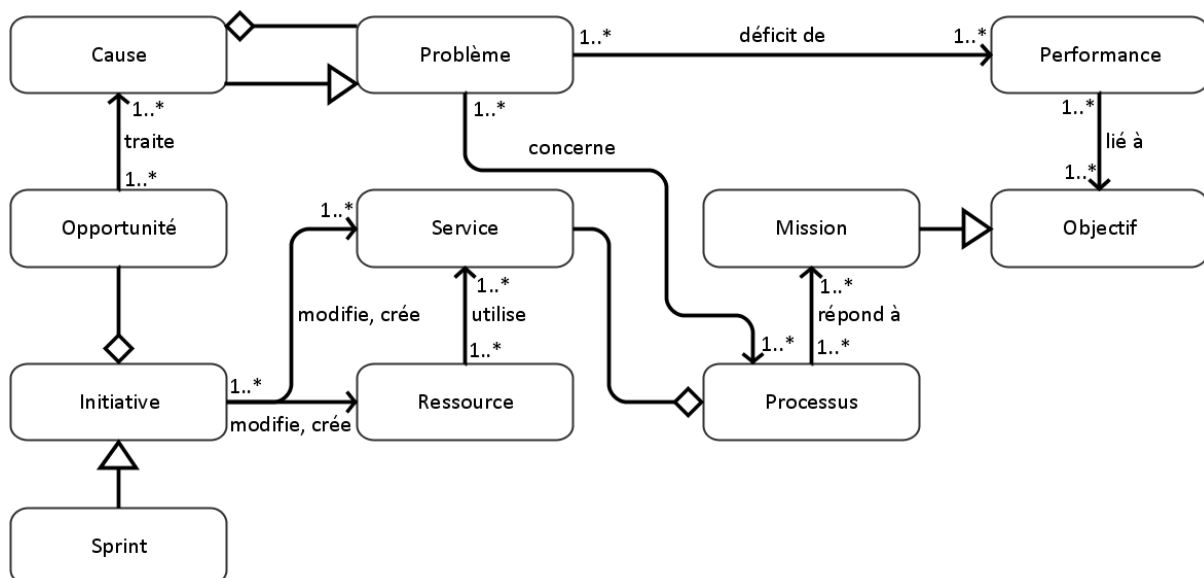 Cause
Problème
1..*
déficit de
1..*
Performance
1..*
traite
1..*
1..*
concerne
1..*
lié à
1..*
Opportunité
1..*
Service
Mission
Objectif
modifie, crée
1..*
utilise
1..*
1..*
répond à
1..*
1..*
Initiative
1..*
modifie, crée
Ressource
Processus
Sprint